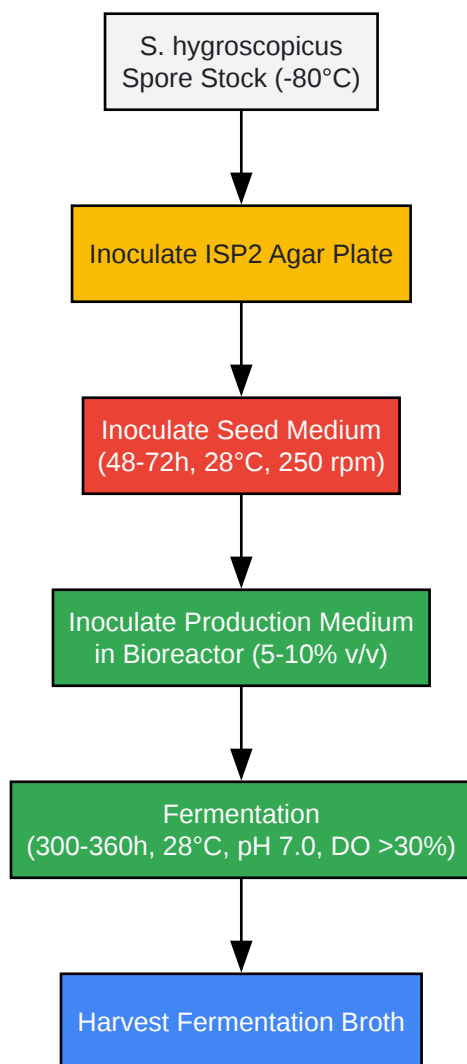 S. hygroscopicus
Spore Stock (-80°C)
Inoculate ISP2 Agar Plate
Inoculate Seed Medium
(48-72h, 28°C, 250 rpm)
Inoculate Production Medium
in Bioreactor (5-10% v/v)
Fermentation
(300-360h, 28°C, pH 7.0, DO >30%)
Harvest Fermentation Broth